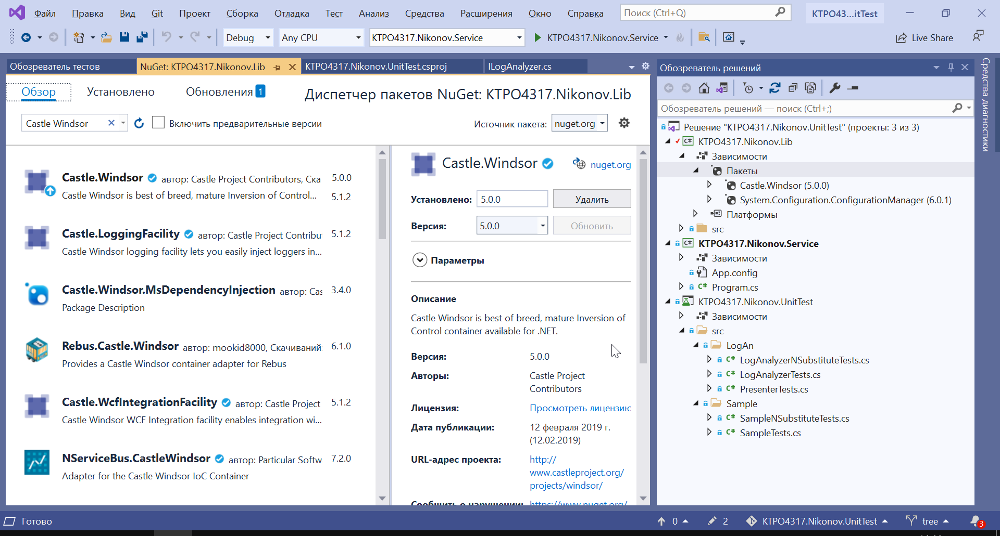 Файл Правка Вид Git Проект Сборка Отладка Тест Анализ Средства Расширения Окно Справка Поиск (Ctrl+Q) КТРО43...itTest
Debug Any CPU KTPO4317.Nikonov.Service KTPO4317.Nikonov.Service Live Share
Обозреватель тестов NuGet: KTPO4317.Nikonov.Lib KTPO4317.Nikonov.UnitTest.csproj ILogAnalyzer.cs
Обзор Установлено Обновления 1 Диспетчер пакетов NuGet: KTPO4317.Nikonov.Lib
Castle Windsor Включить предварительные версии Источник пакета: nuget.org
Castle.Windsor автор: Castle Project Contributors, Ска 5.0.0
Castle Windsor is best of breed, mature Inversion of Control... 5.1.2
Castle.LoggingFacility автор: Castle Project Contribu 5.1.2
Castle Windsor logging facility lets you easily inject loggers in...
Castle.Windsor.MsDependencyInjection автор: Cas 3.4.0
Package Description
Rebus.Castle.Windsor автор: mookid8000, Скачиваний: 6.1.0
Provides a Castle Windsor container adapter for Rebus
Castle.WcfIntegrationFacility автор: Castle Project 5.1.2
Castle Windsor WCF Integration facility enables integration wi...
NServiceBus.CastleWindsor автор: Particular Softw 7.2.0
Adapter for the Castle Windsor IoC Container
Castle.Windsor nuget.org
Установлено: 5.0.0 Удалить
Версия: 5.0.0 Обновить
Параметры
Описание
Castle Windsor is best of breed, mature Inversion of
Control container available for .NET.
Версия: 5.0.0
Авторы: Castle Project
Contributors
Лицензия: Просмотреть лицензию
Дата публикации: 12 февраля 2019 г.
(12.02.2019)
URL-адрес проекта: http://
www.castleproject.org/
projects/windsor/
Сообщить о нарушении: https://www.nuget.org/
Обозреватель решений
Обозреватель решений — поиск (Ctrl+;)
Решение "KTPO4317.Nikonov.UnitTest" (проекты: 3 из 3)
C# KTPO4317.Nikonov.Lib
Зависимости
Пакеты
Castle.Windsor (5.0.0)
System.Configuration.ConfigurationManager (6.0.1)
Платформы
src
C# KTPO4317.Nikonov.Service
Зависимости
App.config
C# Program.cs
KTPO4317.Nikonov.UnitTest
Зависимости
src
LogAn
C# LogAnalyzerNSubstituteTests.cs
C# LogAnalyzerTests.cs
C# PresenterTests.cs
Sample
C# SampleNSubstituteTests.cs
C# SampleTests.cs
Средства диагностики
Готово 0 2 KTPO4317.Nikonov.UnitTest tree 3